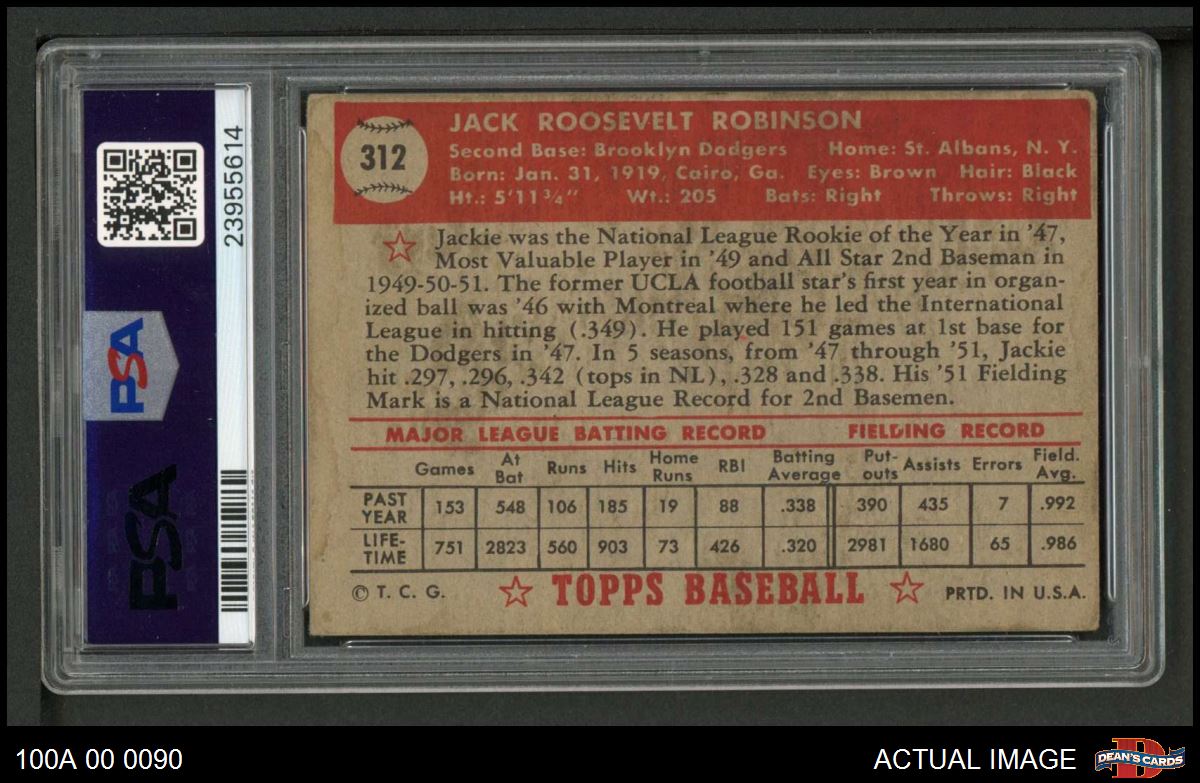 312
JACK ROOSEVELT ROBINSON
Second Base: Brooklyn Dodgers Home: St. Albans, N. Y.
Born: Jan. 31, 1919, Cairo, Ga. Eyes: Brown Hair: Black
Ht.: 5'11¾" Wt.: 205 Bats: Right Throws: Right
Jackie was the National League Rookie of the Year in '47,
Most Valuable Player in '49 and All Star 2nd Baseman in
1949-50-51. The former UCLA football star's first year in organ-
ized ball was '46 with Montreal where he led the International
League in hitting (.349). He played 151 games at 1st base for
the Dodgers in '47. In 5 seasons, from '47 through '51, Jackie
hit .297, .296, .342 (tops in NL), .328 and .338. His '51 Fielding
Mark is a National League Record for 2nd Basemen.
MAJOR LEAGUE BATTING RECORD FIELDING RECORD
Games At Bat Runs Hits Home Runs RBI Batting Average Put-outs Assists Errors Field. Avg.
PAST YEAR 153 548 106 185 19 88 .338 390 435 7 .992
LIFE-TIME 751 2823 560 903 73 426 .320 2981 1680 65 .986
© T. C. G. TOPPS BASEBALL PRTD. IN U.S.A.
23955614
PSA
PSA
100A 00 0090
ACTUAL IMAGE
DEAN'S CARDS